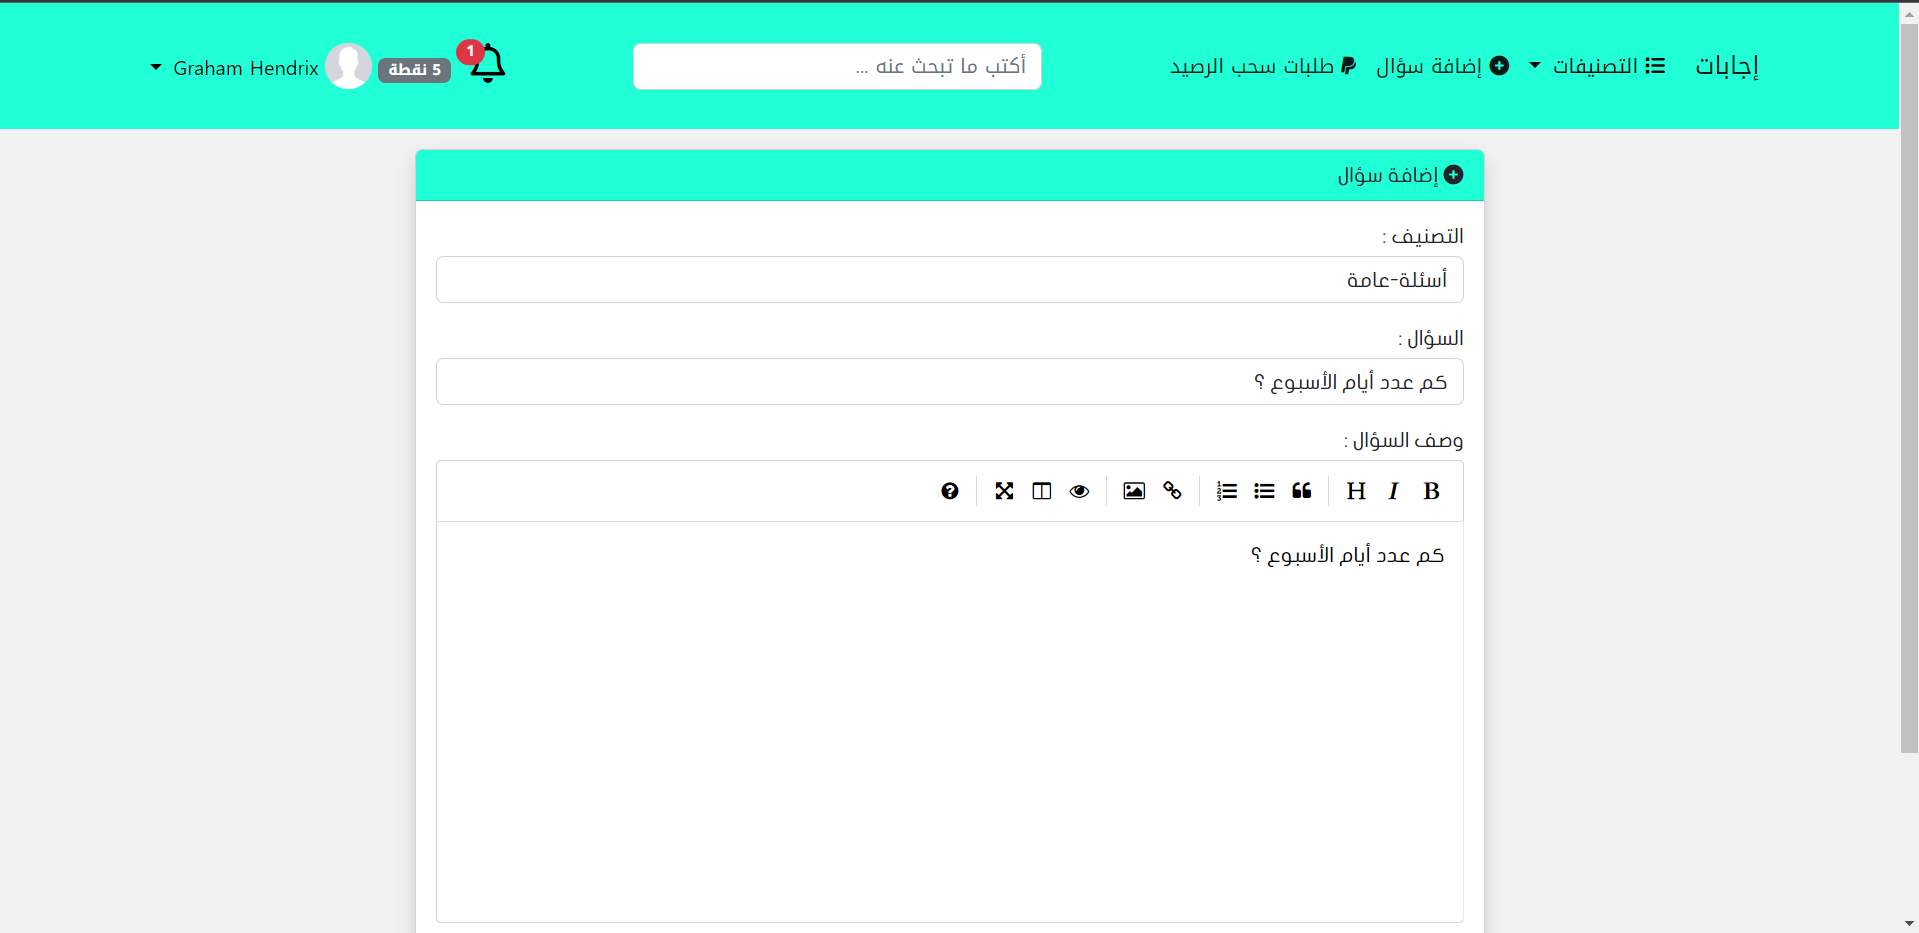 إجابات
التصنيفات
إضافة سؤال
طلبات سحب الرصيد
أكتب ما تبحث عنه ...
1
5 نقطة
Graham Hendrix
إضافة سؤال
التصنيف :
أسئلة-عامة
السؤال :
كم عدد أيام الأسبوع ؟
وصف السؤال :
B I H
كم عدد أيام الأسبوع ؟